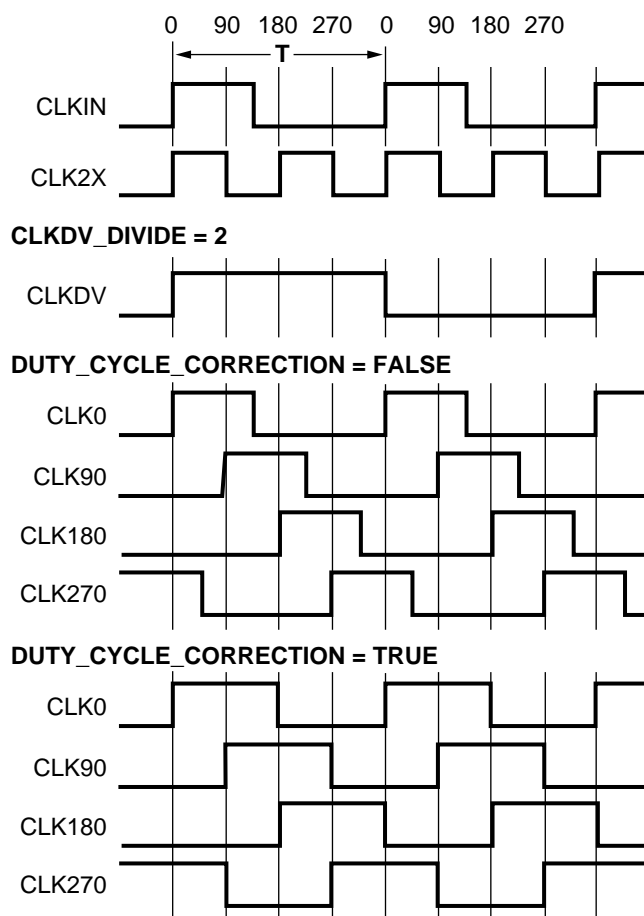 0 90 180 270 0 90 180 270
T
CLKIN
CLK2X
CLKDV_DIVIDE = 2
CLKDV
DUTY_CYCLE_CORRECTION = FALSE
CLK0
CLK90
CLK180
CLK270
DUTY_CYCLE_CORRECTION = TRUE
CLK0
CLK90
CLK180
CLK270